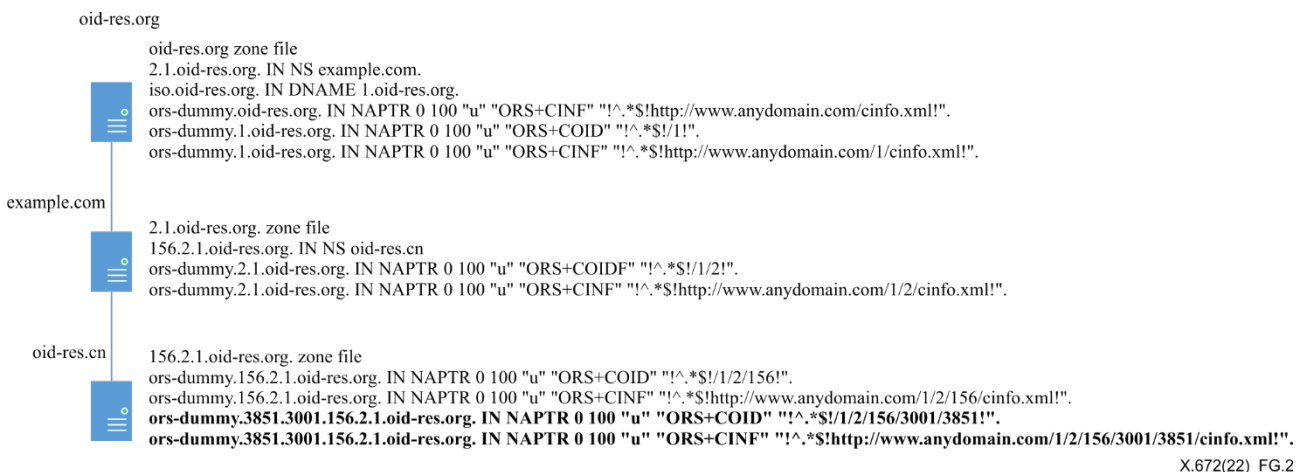 oid-res.org
oid-res.org zone file
2.1.oid-res.org. IN NS example.com.
iso.oid-res.org. IN DNAME 1.oid-res.org.
ors-dummy.oid-res.org. IN NAPTR 0 100 "u" "ORS+CINF" "!^.*$!http://www.anydomain.com/cinfo.xml!".
ors-dummy.1.oid-res.org. IN NAPTR 0 100 "u" "ORS+COID" "!^.*$!/1!".
ors-dummy.1.oid-res.org. IN NAPTR 0 100 "u" "ORS+CINF" "!^.*$!http://www.anydomain.com/1/cinfo.xml!".
example.com
2.1.oid-res.org. zone file
156.2.1.oid-res.org. IN NS oid-res.cn
ors-dummy.2.1.oid-res.org. IN NAPTR 0 100 "u" "ORS+COIDF" "!^.*$!/1/2!".
ors-dummy.2.1.oid-res.org. IN NAPTR 0 100 "u" "ORS+CINF" "!^.*$!http://www.anydomain.com/1/2/cinfo.xml!".
oid-res.cn
156.2.1.oid-res.org. zone file
ors-dummy.156.2.1.oid-res.org. IN NAPTR 0 100 "u" "ORS+COID" "!^.*$!/1/2/156!".
ors-dummy.156.2.1.oid-res.org. IN NAPTR 0 100 "u" "ORS+CINF" "!^.*$!http://www.anydomain.com/1/2/156/cinfo.xml!".
ors-dummy.3851.3001.156.2.1.oid-res.org. IN NAPTR 0 100 "u" "ORS+COID" "!^.*$!/1/2/156/3001/3851!".
ors-dummy.3851.3001.156.2.1.oid-res.org. IN NAPTR 0 100 "u" "ORS+CINF" "!^.*$!http://www.anydomain.com/1/2/156/3001/3851/cinfo.xml!".
X.672(22)_FG.2